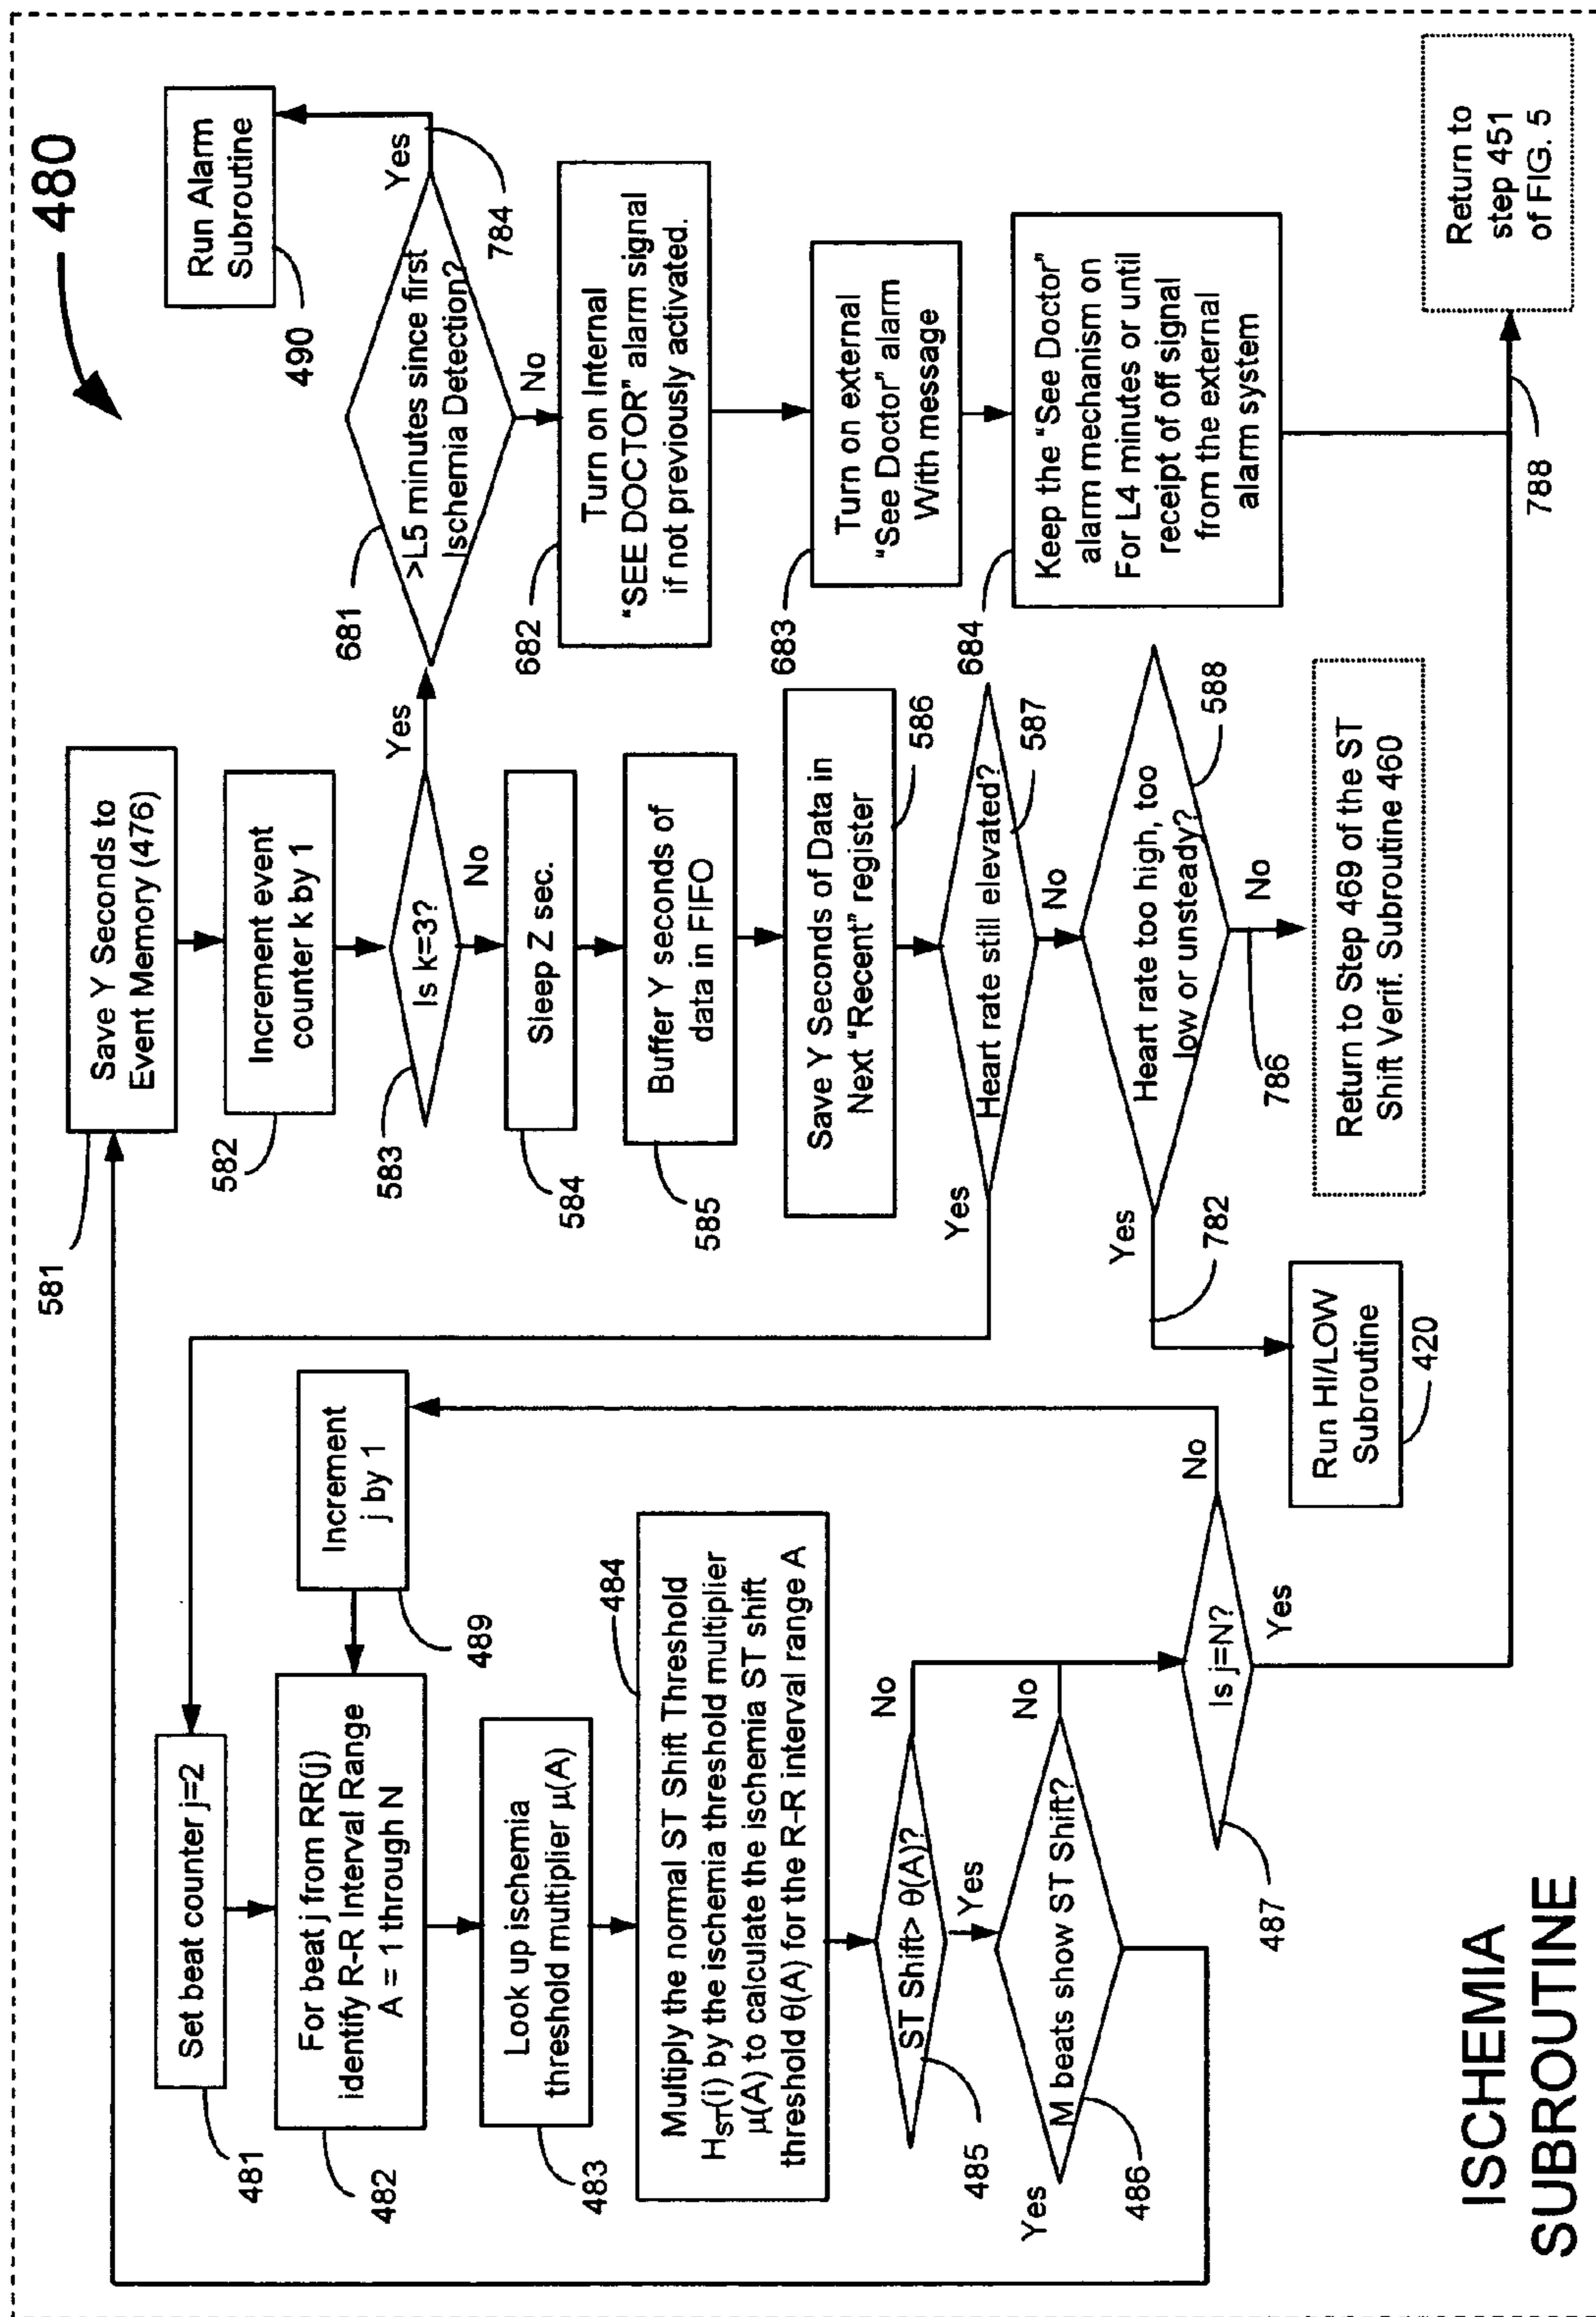 480
481
Set beat counter j=2
482
For beat j from RR(j)
identify R-R Interval Range
A = 1 through N
Increment
j by 1
489
483
Look up ischemia
threshold multiplier µ(A)
484
Multiply the normal ST Shift Threshold
HST(i) by the ischemia threshold multiplier
µ(A) to calculate the ischemia ST shift
threshold θ(A) for the R-R interval range A
485
ST Shift> θ(A)?
No
Yes
486
M beats show ST Shift?
No
Yes
487
Is j=N?
No
Yes
581
Save Y Seconds to
Event Memory (476)
582
Increment event
counter k by 1
583
Is k=3?
Yes
No
584
Sleep Z sec.
585
Buffer Y seconds of
data in FIFO
Save Y Seconds of Data in
Next "Recent" register
586
Yes
Heart rate still elevated?
587
No
Heart rate too high, too
low or unsteady?
588
Yes
782
No
786
Run HI/LOW
Subroutine
420
Return to Step 469 of the ST
Shift Verif. Subroutine 460
490
Run Alarm
Subroutine
681
>L5 minutes since first
Ischemia Detection?
Yes
784
No
682
Turn on Internal
"SEE DOCTOR" alarm signal
if not previously activated.
683
Turn on external
"See Doctor" alarm
With message
684
Keep the "See Doctor"
alarm mechanism on
For L4 minutes or until
receipt of off signal
from the external
alarm system
788
Return to
step 451
of FIG. 5
ISCHEMIA
SUBROUTINE